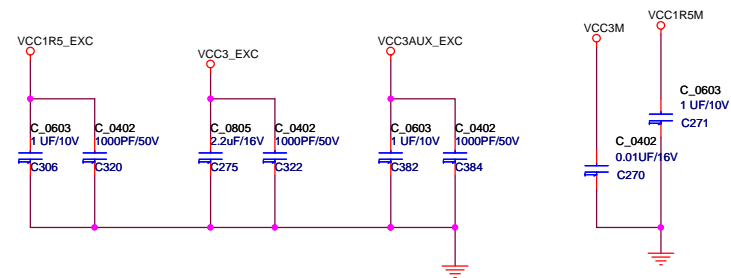 VCC1R5_EXC
VCC3_EXC
VCC3AUX_EXC
VCC3M
VCC1R5M
C_0603
1 UF/10V
C306
C_0402
1000PF/50V
C320
C_0805
2.2uF/16V
C275
C_0402
1000PF/50V
C322
C_0603
1 UF/10V
C382
C_0402
1000PF/50V
C384
C_0402
0.01UF/16V
C270
C_0603
1 UF/10V
C271